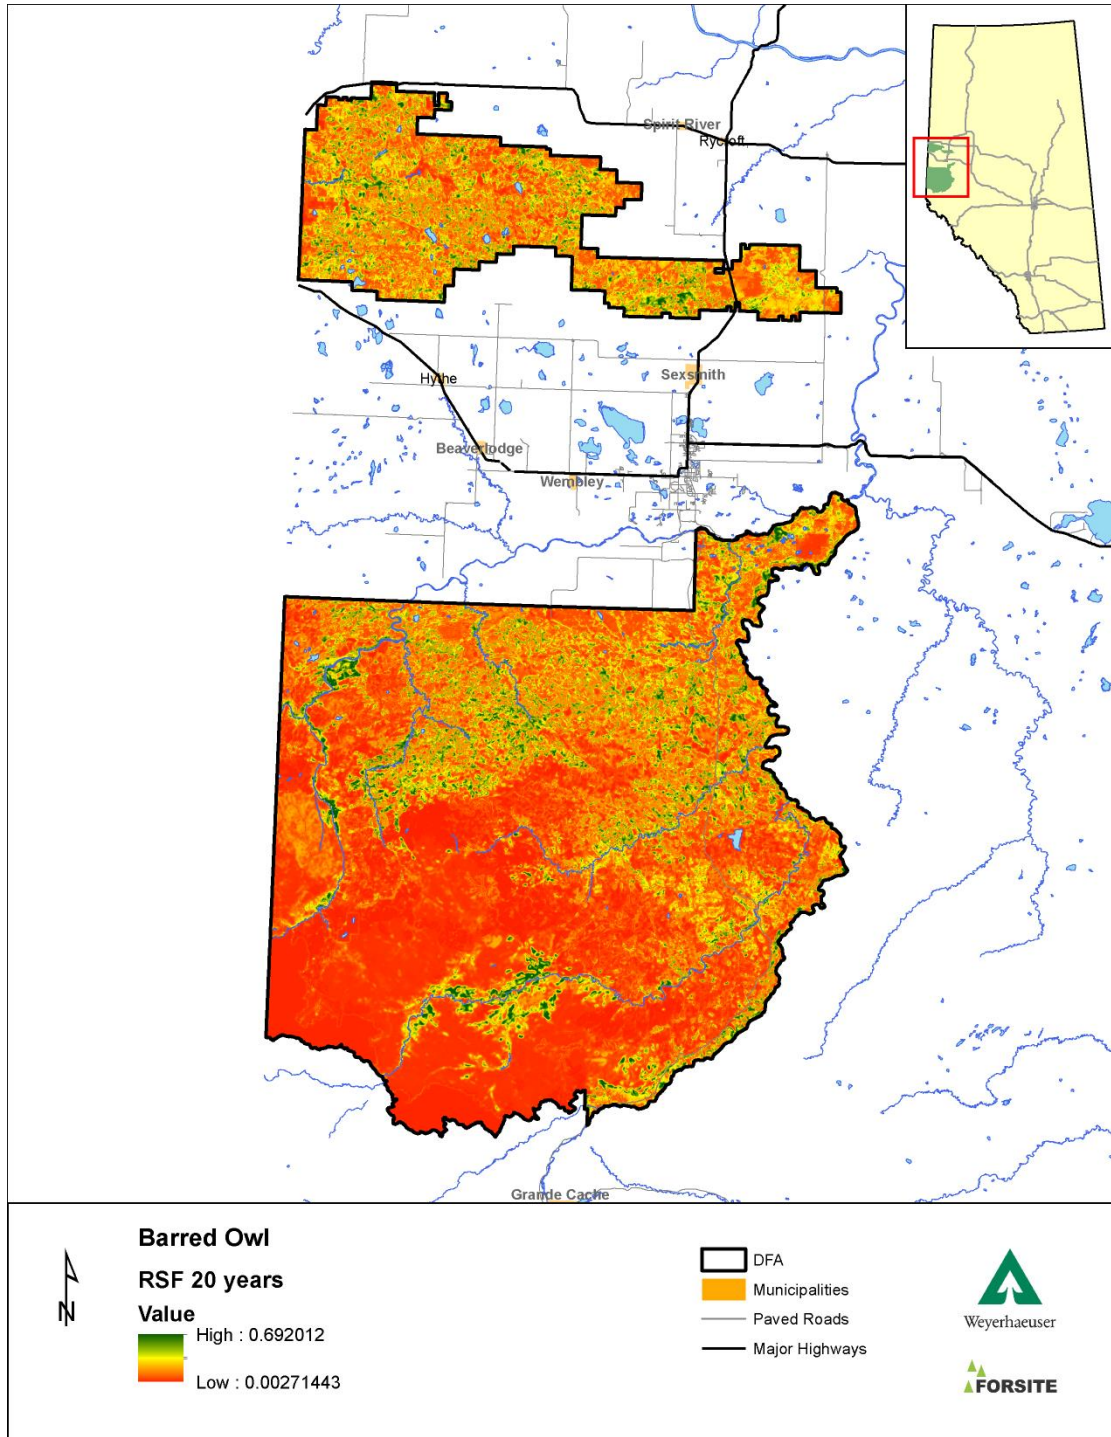 Spirit River
Rycroft
Hythe
Sexsmith
Beaverlodge
Wembley
Grande Cache
Barred Owl
RSF 20 years
Value
High : 0.692012
Low : 0.00271443
N
DFA
Municipalities
Paved Roads
Major Highways
Weyerhaeuser
FORSITE